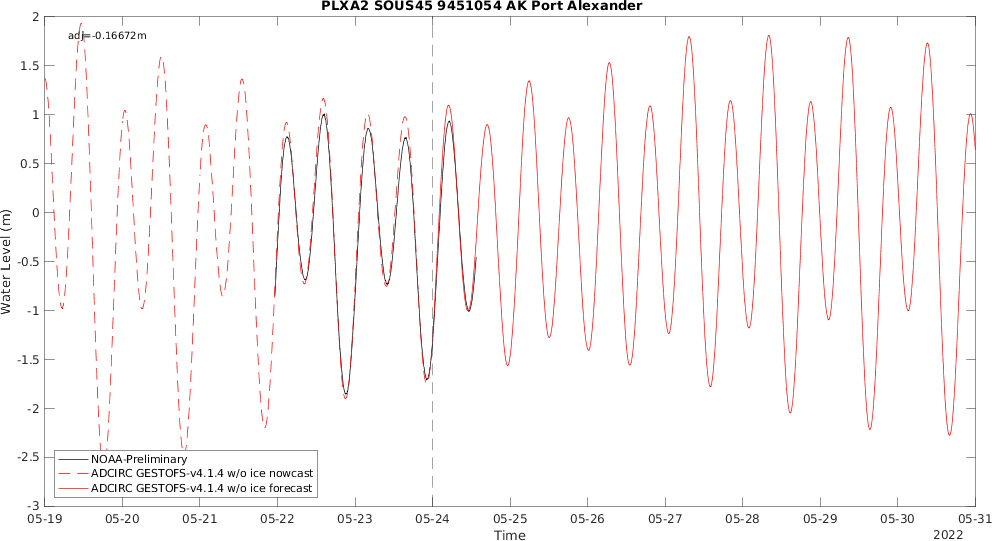 PLXA2 SOUS45 9451054 AK Port Alexander
adj=-0.16672m
2
1.5
1
0.5
0
-0.5
-1
-1.5
-2
-2.5
-3
Water Level (m)
NOAA-Preliminary
ADCIRC GESTOFS-v4.1.4 w/o ice nowcast
ADCIRC GESTOFS-v4.1.4 w/o ice forecast
05-19 05-20 05-21 05-22 05-23 05-24 05-25 05-26 05-27 05-28 05-29 05-30 05-31
Time
2022